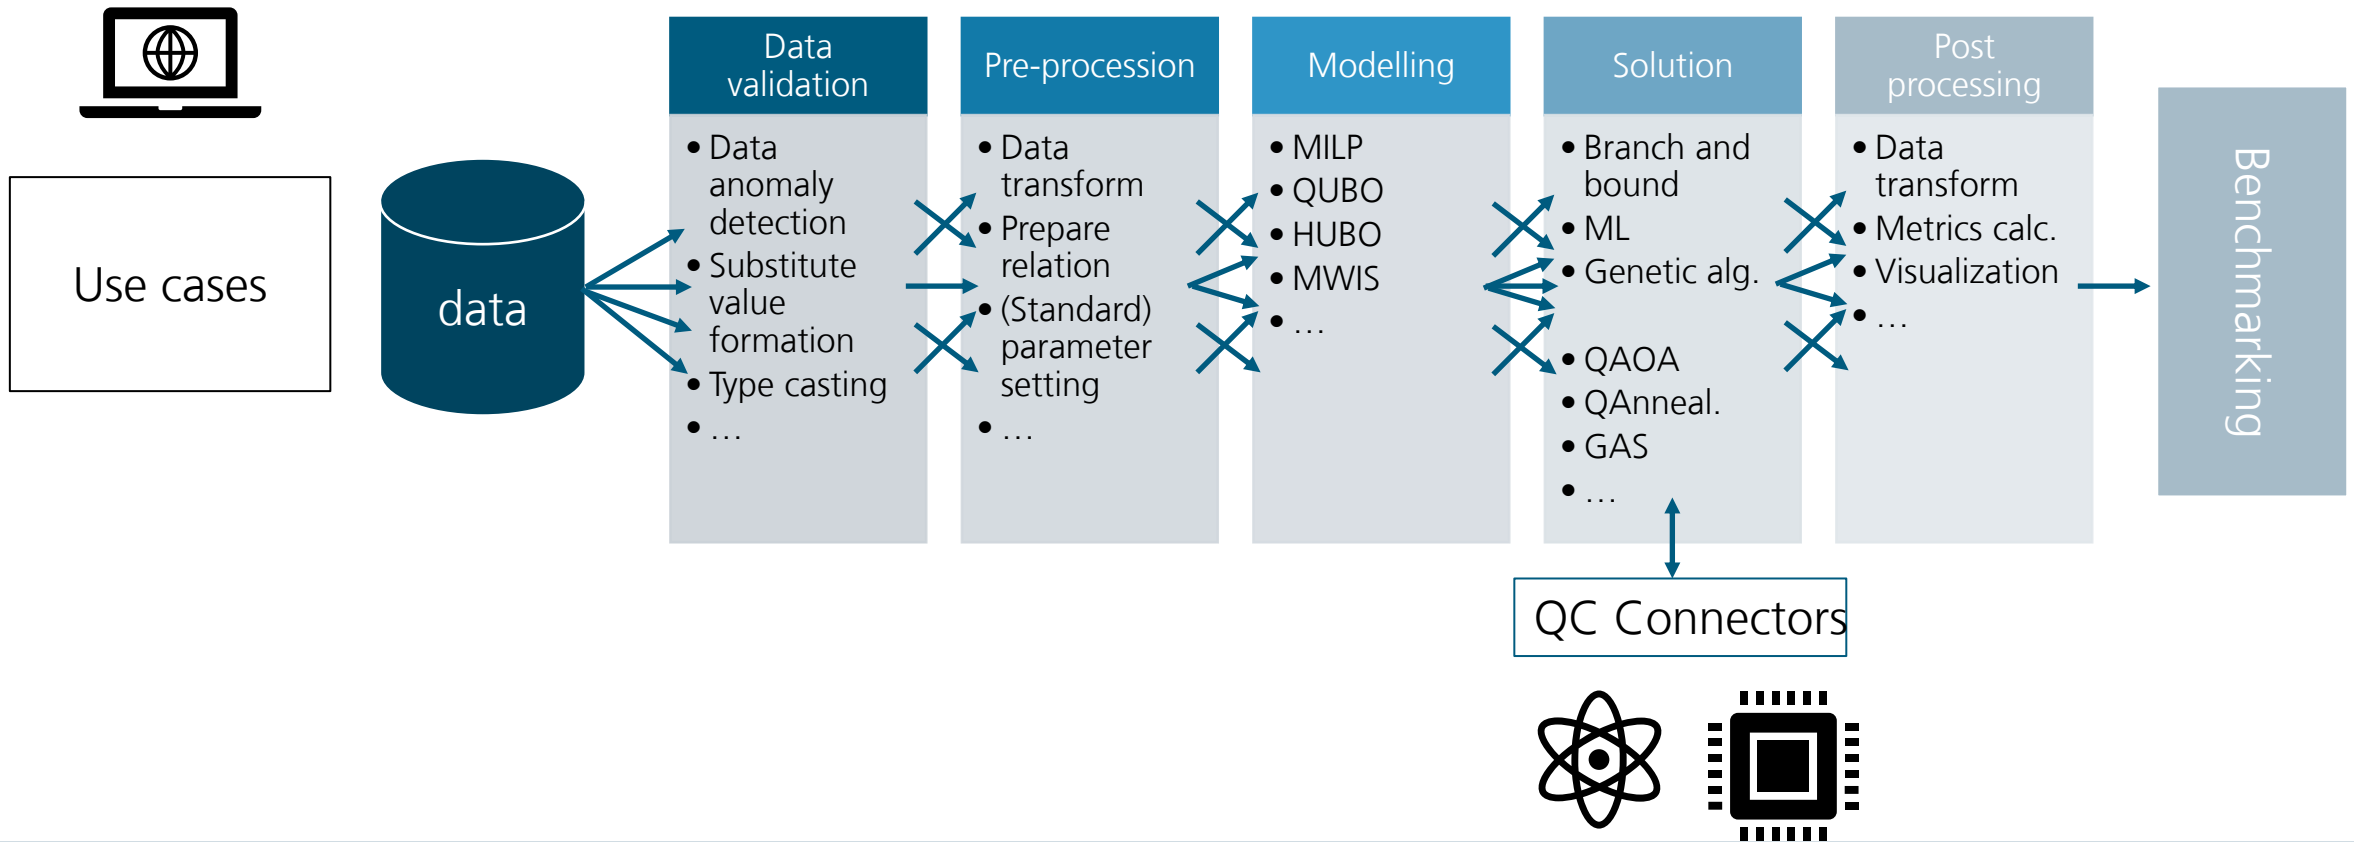 Use cases
data
Data
validation
• Data
anomaly
detection
• Substitute
value
formation
• Type casting
• ...
Pre-procession
• Data
transform
• Prepare
relation
• (Standard)
parameter
setting
• ...
Modelling
• MILP
• QUBO
• HUBO
• MWIS
• ...
Solution
• Branch and
bound
• ML
• Genetic alg.
• QAOA
• QAnneal.
• GAS
• ...
Post
processing
• Data
transform
• Metrics calc.
• Visualization
• ...
Benchmarking
QC Connectors